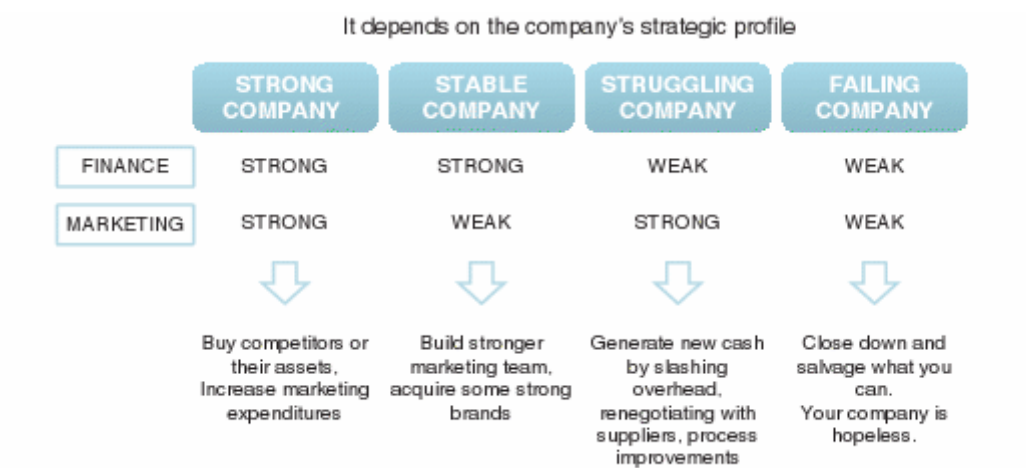 It depends on the company's strategic profile
STRONG COMPANY
STABLE COMPANY
STRUGGLING COMPANY
FAILING COMPANY
FINANCE STRONG STRONG WEAK WEAK
MARKETING STRONG WEAK STRONG WEAK
Buy competitors or
their assets,
Increase marketing
expenditures
Build stronger
marketing team,
acquire some strong
brands
Generate new cash
by slashing
overhead,
renegotiating with
suppliers, process
improvements
Close down and
salvage what you
can.
Your company is
hopeless.